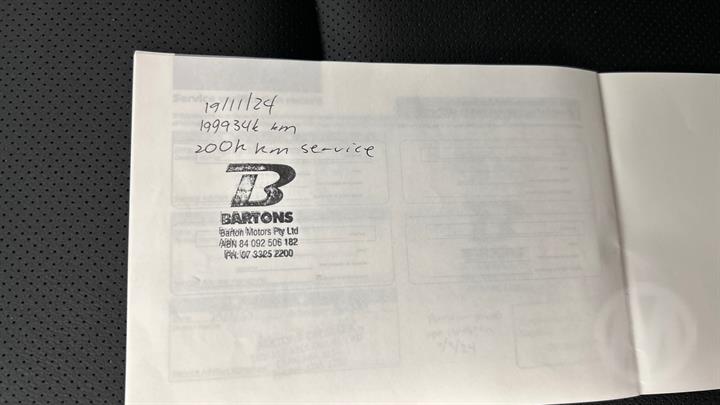 19/11/24
199934k km
200k km service
B
BARTONS
Barton Motors Pty Ltd
ABN 84 092 506 182
PH: 07 3325 2200